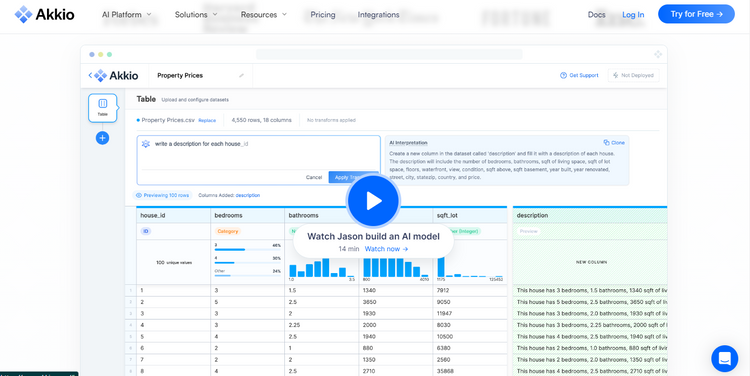 Akkio
AI Platform
Solutions
Resources
Pricing
Integrations
FORTUNE
Docs
Log In
Try for Free →
Akkio
Property Prices
Get Support
Not Deployed
Table
Table
Upload and configure datasets
Property Prices.csv
Replace
4,550 rows, 18 columns
No transforms applied
write a description for each house_id
Cancel
AI Interpretation
Clone
Create a new column in the dataset called 'description' and fill it with a description of each house.
The description will include the number of bedrooms, bathrooms, sqft of living space, sqft of lot
space, floors, waterfront, view, condition, sqft above, sqft basement, year built, year renovated,
street, city, statezip, country, and price.
Previewing 100 rows
Columns Added: description
house_id
bedrooms
bathrooms
sqft_lot
description
ID
Category
Preview
100 unique values
3 46%
4 30%
Other 24%
1.0 3.5
NEW COLUMN
Watch Jason build an AI model
14 min Watch now →
1 3 1.5 1340 7912 This house has 3 bedrooms, 1.5 bathrooms, 1340 sqft of liv
2 5 2.5 3650 9050 This house has 5 bedrooms, 2.5 bathrooms, 3650 sqft of liv
3 3 2 1930 11947 This house has 3 bedrooms, 2.0 bathrooms, 1930 sqft of liv
4 3 2.25 2000 8030 This house has 3 bedrooms, 2.25 bathrooms, 2000 sqft of l
5 4 2.5 1940 10500 This house has 4 bedrooms, 2.5 bathrooms, 1940 sqft of liv
6 2 1 880 6380 This house has 2 bedrooms, 1.0 bathrooms, 880 sqft of livi
7 2 2 1350 2560 This house has 2 bedrooms, 2.0 bathrooms, 1350 sqft of liv
8 4 2.5 2710 35868 This house has 4 bedrooms, 2.5 bathrooms, 2710 sqft of liv